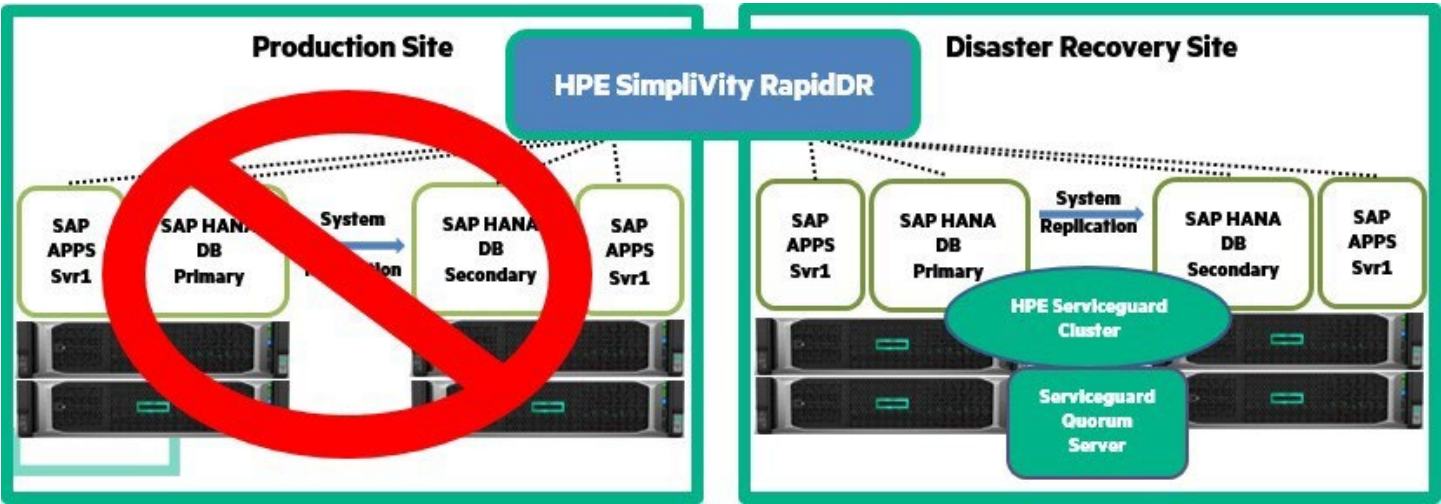 Production Site
HPE SimpliVity RapidDR
Disaster Recovery Site
SAP
APPS
Svr1
SAP HANA
DB
Primary
System
SAP HANA
DB
Secondary
SAP
APPS
Svr1
SAP
APPS
Svr1
SAP HANA
DB
Primary
System
Replication
SAP HANA
DB
Secondary
SAP
APPS
Svr1
HPE Serviceguard
Cluster
Serviceguard
Quorum
Server